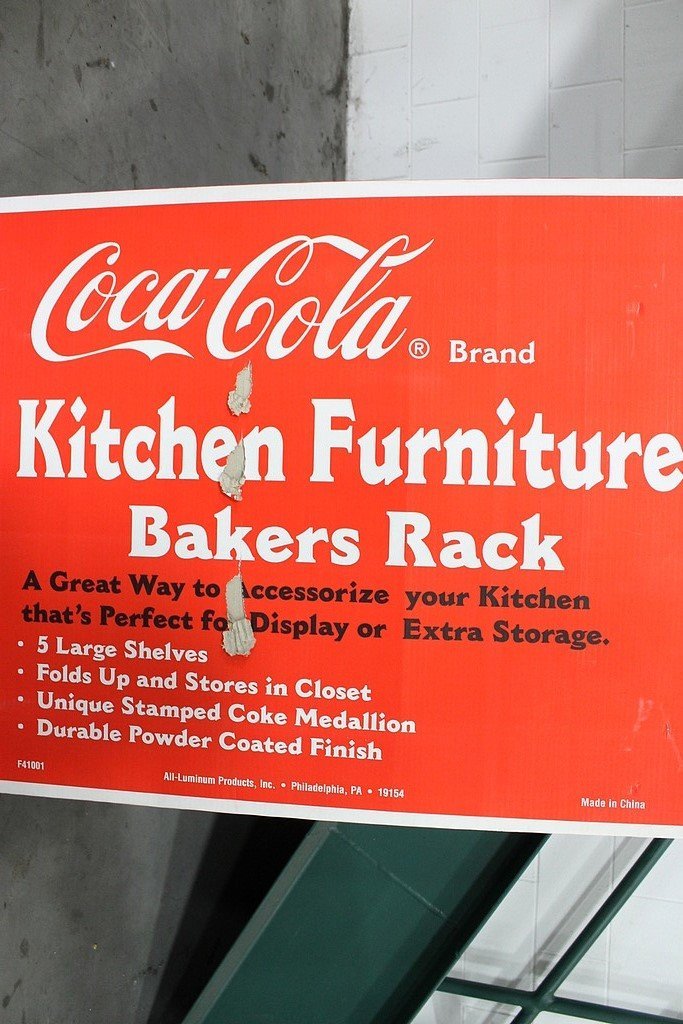 Coca-Cola® Brand
Kitchen Furniture
Bakers Rack
A Great Way to Accessorize your Kitchen
that's Perfect for Display or Extra Storage.
• 5 Large Shelves
• Folds Up and Stores in Closet
• Unique Stamped Coke Medallion
• Durable Powder Coated Finish
F41001
All-Luminum Products, Inc. • Philadelphia, PA • 19154
Made in China